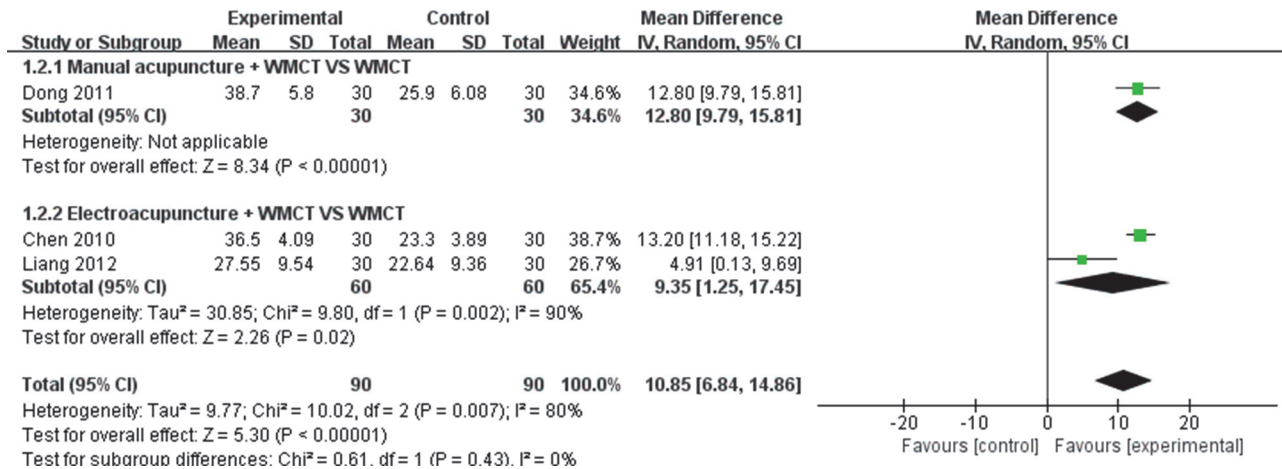 Experimental Control Mean Difference Mean Difference
Study or Subgroup Mean SD Total Mean SD Total Weight IV, Random, 95% CI IV, Random, 95% CI
1.2.1 Manual acupuncture + WMCT VS WMCT
Dong 2011 38.7 5.8 30 25.9 6.08 30 34.6% 12.80 [9.79, 15.81]
Subtotal (95% CI) 30 30 34.6% 12.80 [9.79, 15.81]
Heterogeneity: Not applicable
Test for overall effect: Z = 8.34 (P < 0.00001)
1.2.2 Electroacupuncture + WMCT VS WMCT
Chen 2010 36.5 4.09 30 23.3 3.89 30 38.7% 13.20 [11.18, 15.22]
Liang 2012 27.55 9.54 30 22.64 9.36 30 26.7% 4.91 [0.13, 9.69]
Subtotal (95% CI) 60 60 65.4% 9.35 [1.25, 17.45]
Heterogeneity: Tau² = 30.85; Chi² = 9.80, df = 1 (P = 0.002); I² = 90%
Test for overall effect: Z = 2.26 (P = 0.02)
Total (95% CI) 90 90 100.0% 10.85 [6.84, 14.86]
Heterogeneity: Tau² = 9.77; Chi² = 10.02, df = 2 (P = 0.007); I² = 80%
Test for overall effect: Z = 5.30 (P < 0.00001)
Test for subgroup differences: Chi² = 0.61, df = 1 (P = 0.43), I² = 0%
-20 -10 0 10 20
Favours [control] Favours [experimental]